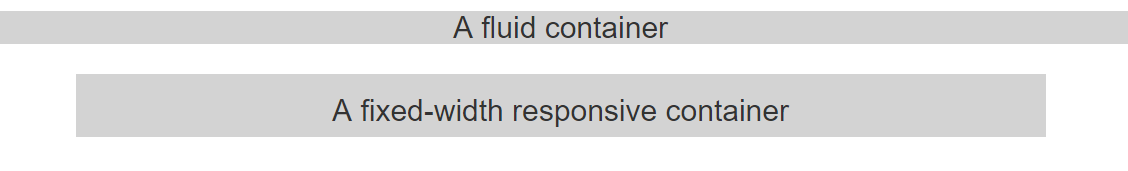 A fluid container
A fixed-width responsive container